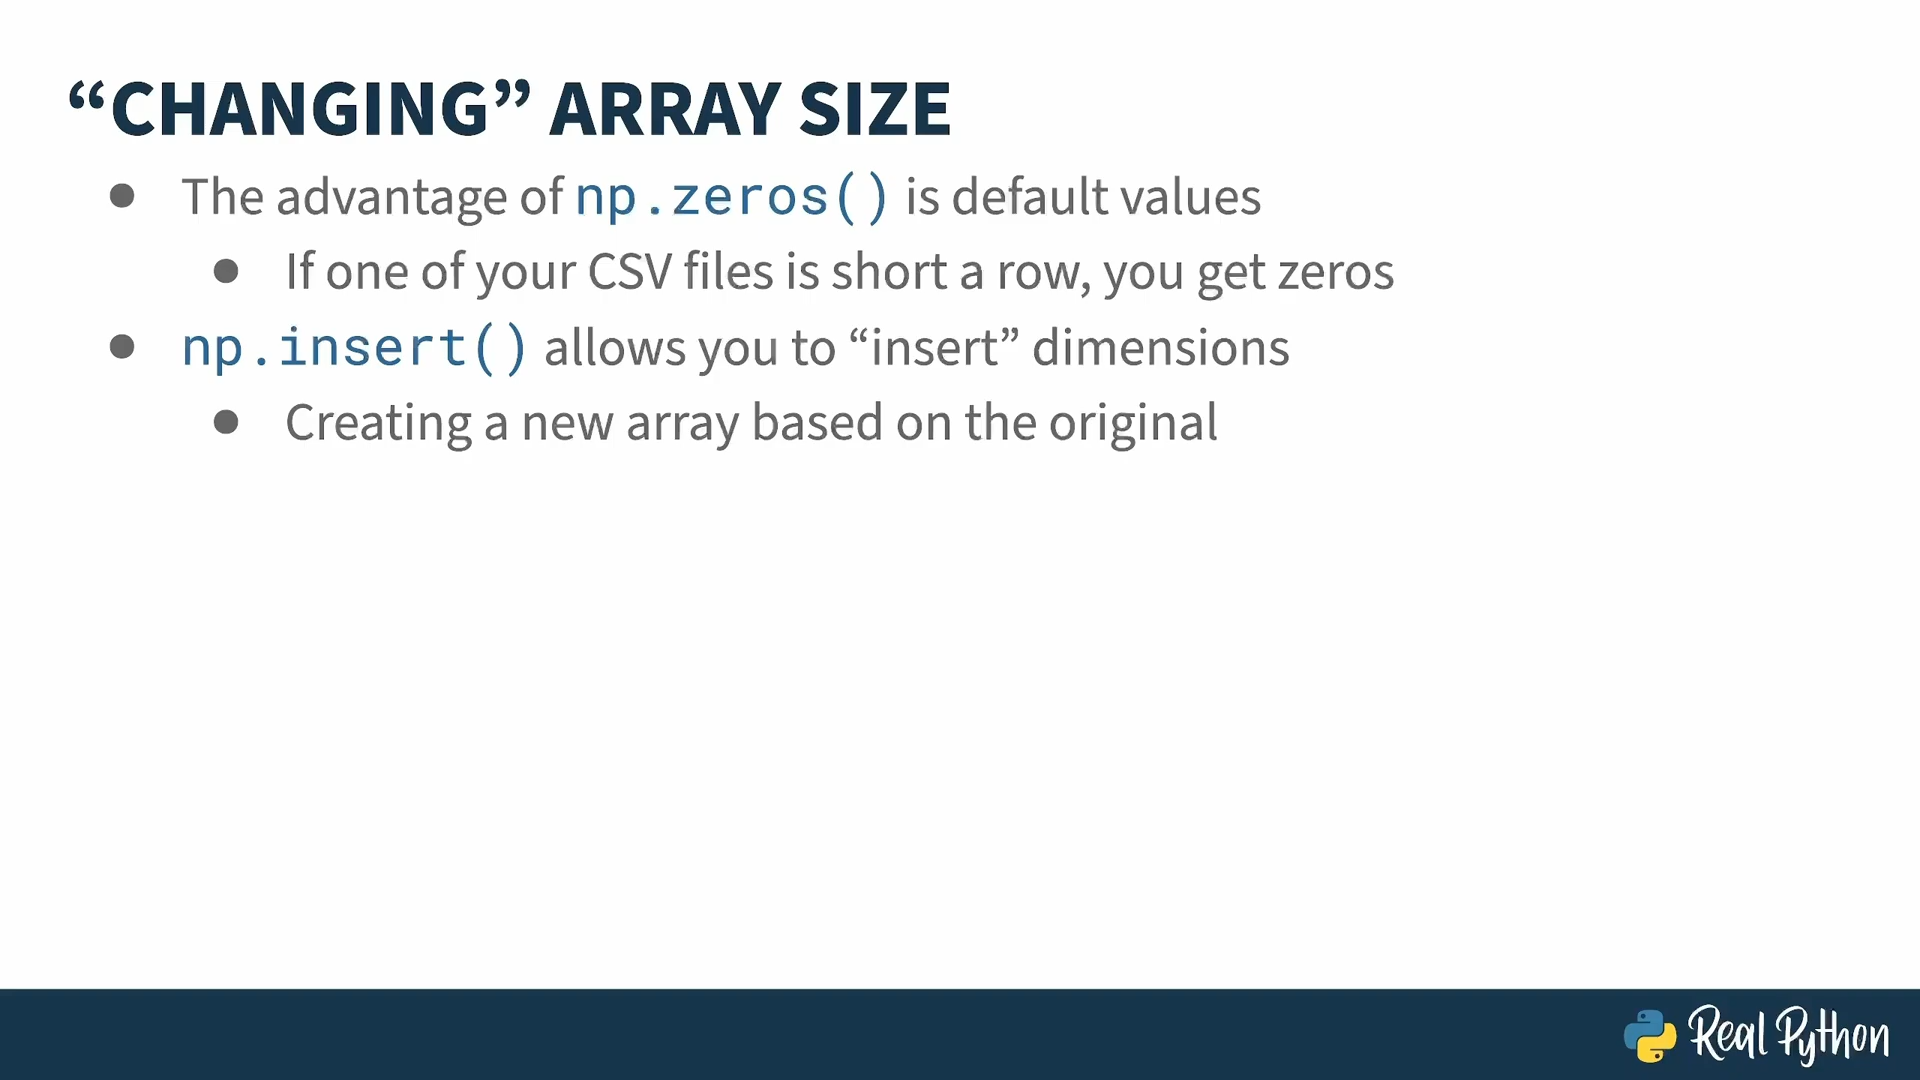 “CHANGING” ARRAY SIZE
● The advantage of np.zeros() is default values
● If one of your CSV files is short a row, you get zeros
● np.insert() allows you to “insert” dimensions
● Creating a new array based on the original
Real Python